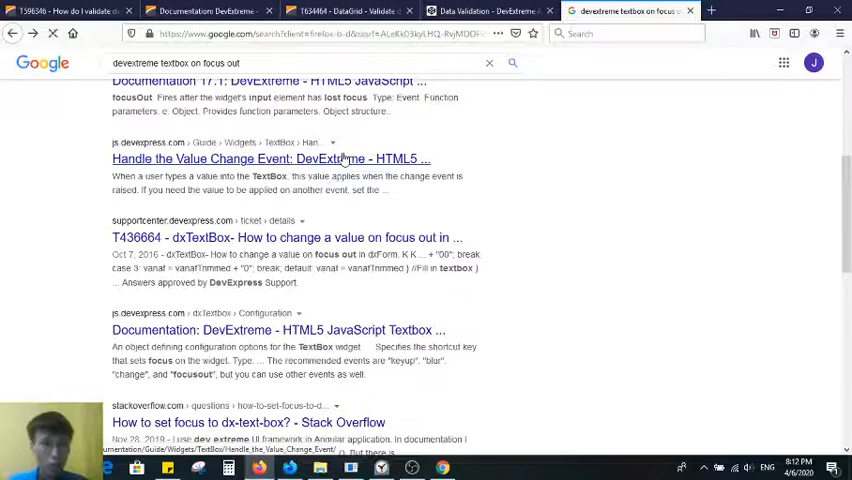 T596346 - How do I validate d
Documentation: DevExtreme -
T634464 - DataGrid - Validate d
Data Validation - DevExtreme A
devextreme textbox on focus ou
https://www.google.com/search?client=firefox-b-d&sxsrf=
Search
Google
devextreme textbox on focus out
J
Documentation 17.1: DevExtreme - HTML5 JavaScript ...
focusOut. Fires after the widget's input element has lost focus Type: Event. Function
parameters. e: Object. Provides function parameters. Object structure..
js.devexpress.com › Guide › Widgets › TextBox › Han...
Handle the Value Change Event: DevExtreme - HTML5 ...
When a user types a value into the TextBox, this value applies when the change event is
raised. If you need the value to be applied on another event, set the ...
supportcenter.devexpress.com › ticket › details
T436664 - dxTextBox- How to change a value on focus out in ...
Oct 7, 2016 - dxTextBox- How to change a value on focus out in dxForm. K K ... + "00"; break;
case 3: vanaf = vanafTrimmed + "0"; break; default: vanaf = vanafTrimmed } //Fill in textbox }
... Answers approved by DevExpress Support.
js.devexpress.com › dxTextbox › Configuration
Documentation: DevExtreme - HTML5 JavaScript Textbox ...
An object defining configuration options for the TextBox widget. Specifies the shortcut key
that sets focus on the widget. Type. ... The recommended events are "keyup", "blur",
"change", and "focusout", but you can use other events as well.
stackoverflow.com › questions › how-to-set-focus-to-d...
How to set focus to dx-text-box? - Stack Overflow
Nov 28, 2019 - I use dev extreme UI framework in Angular application. In documentation I
But there is
umentation/Guide/Widgets/TextBox/Handle_the_Value_Change_Event/
ENG
8:12 PM
4/6/2020